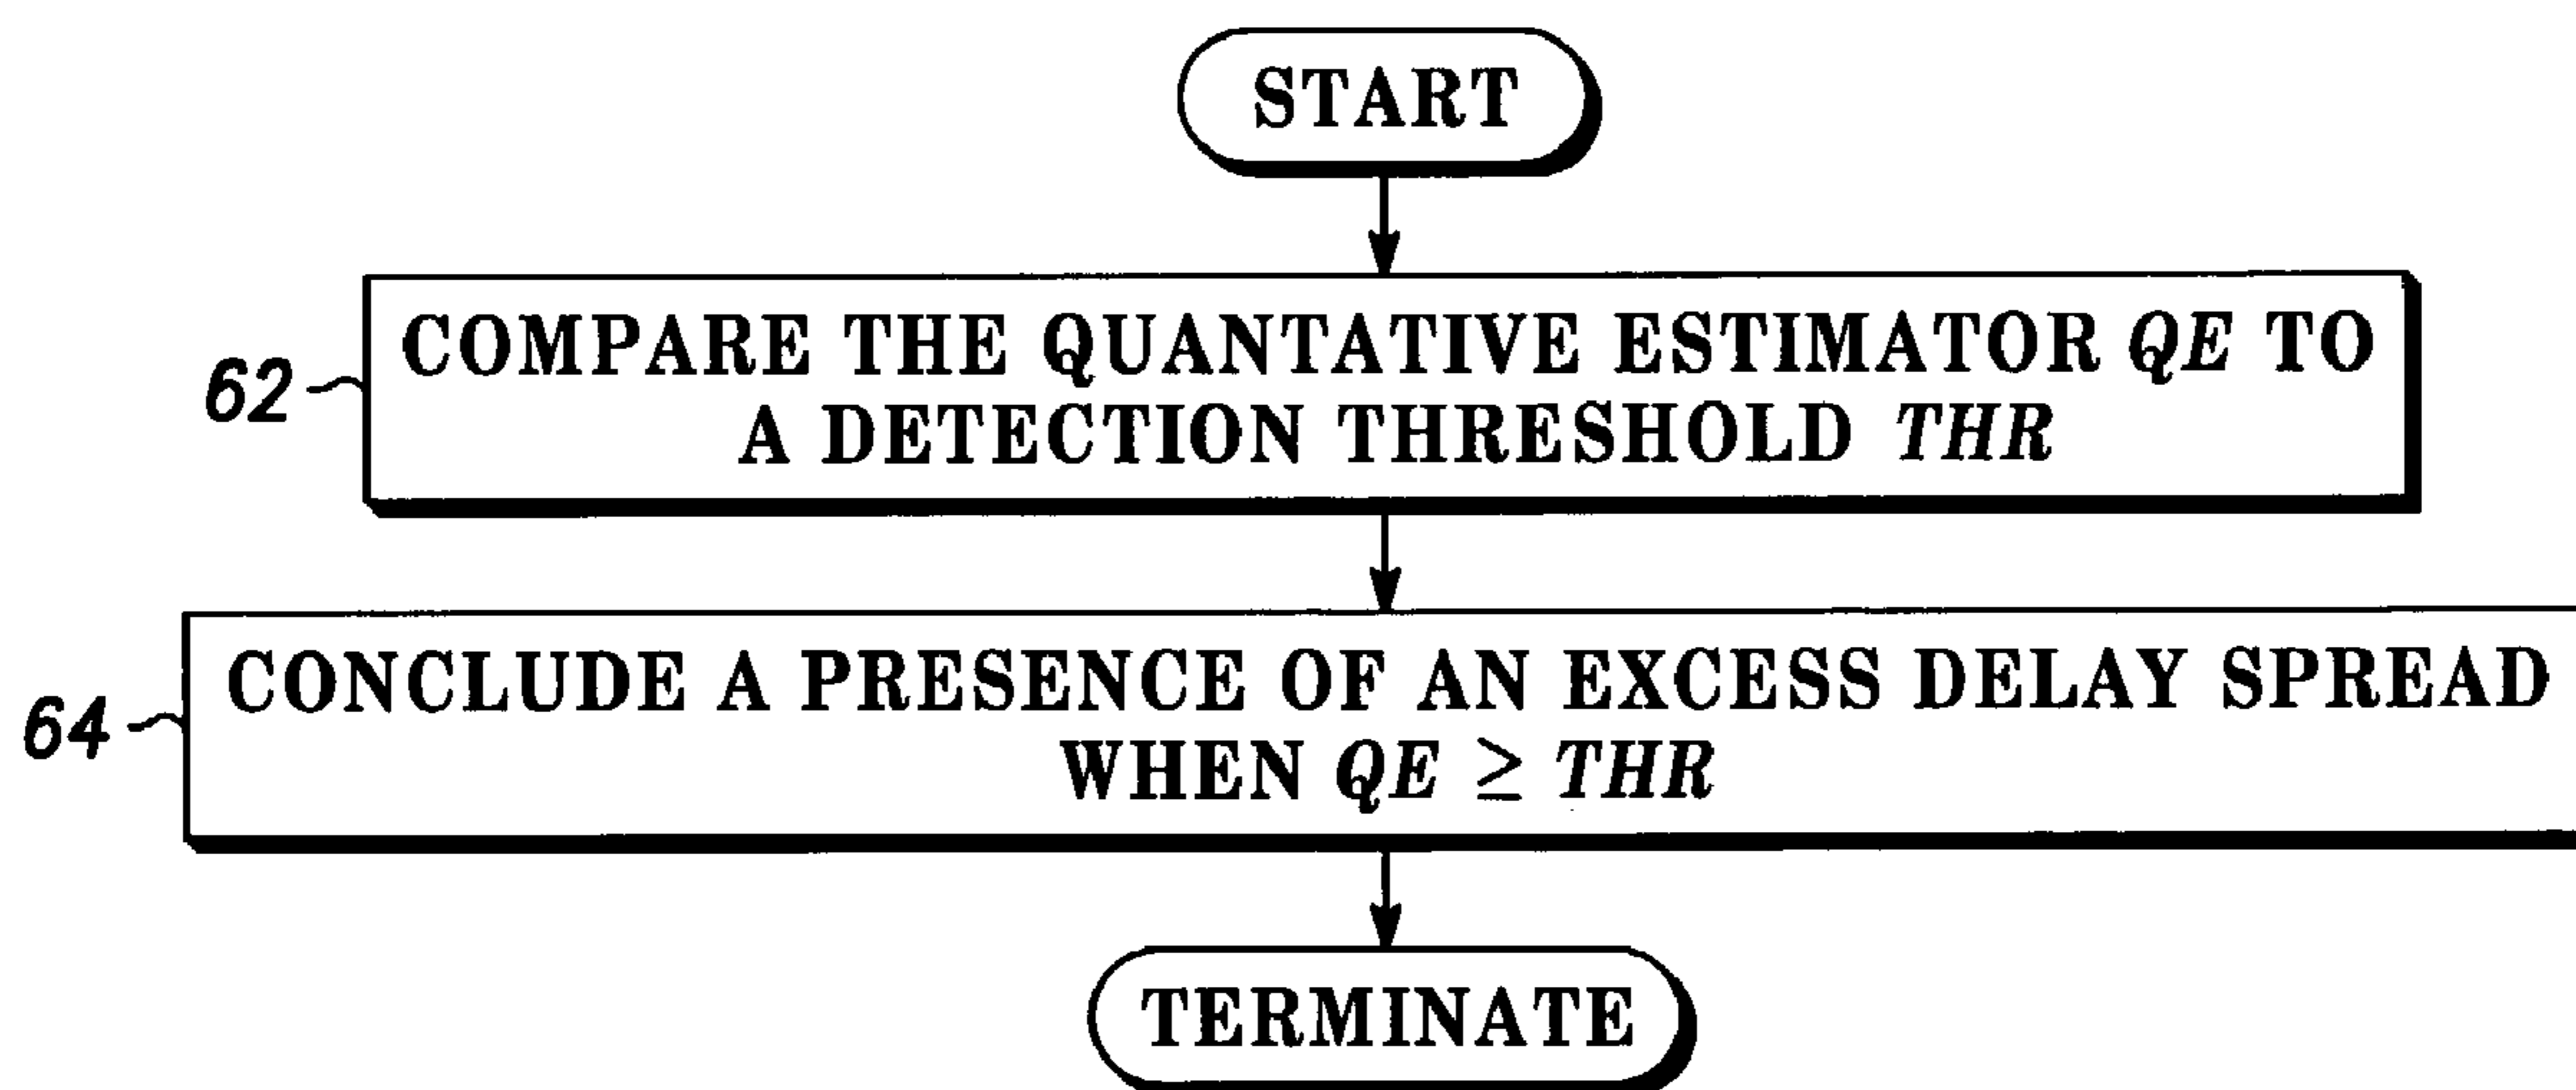 START
62
COMPARE THE QUANTATIVE ESTIMATOR QE TO
A DETECTION THRESHOLD THR
64
CONCLUDE A PRESENCE OF AN EXCESS DELAY SPREAD
WHEN QE ≥ THR
TERMINATE